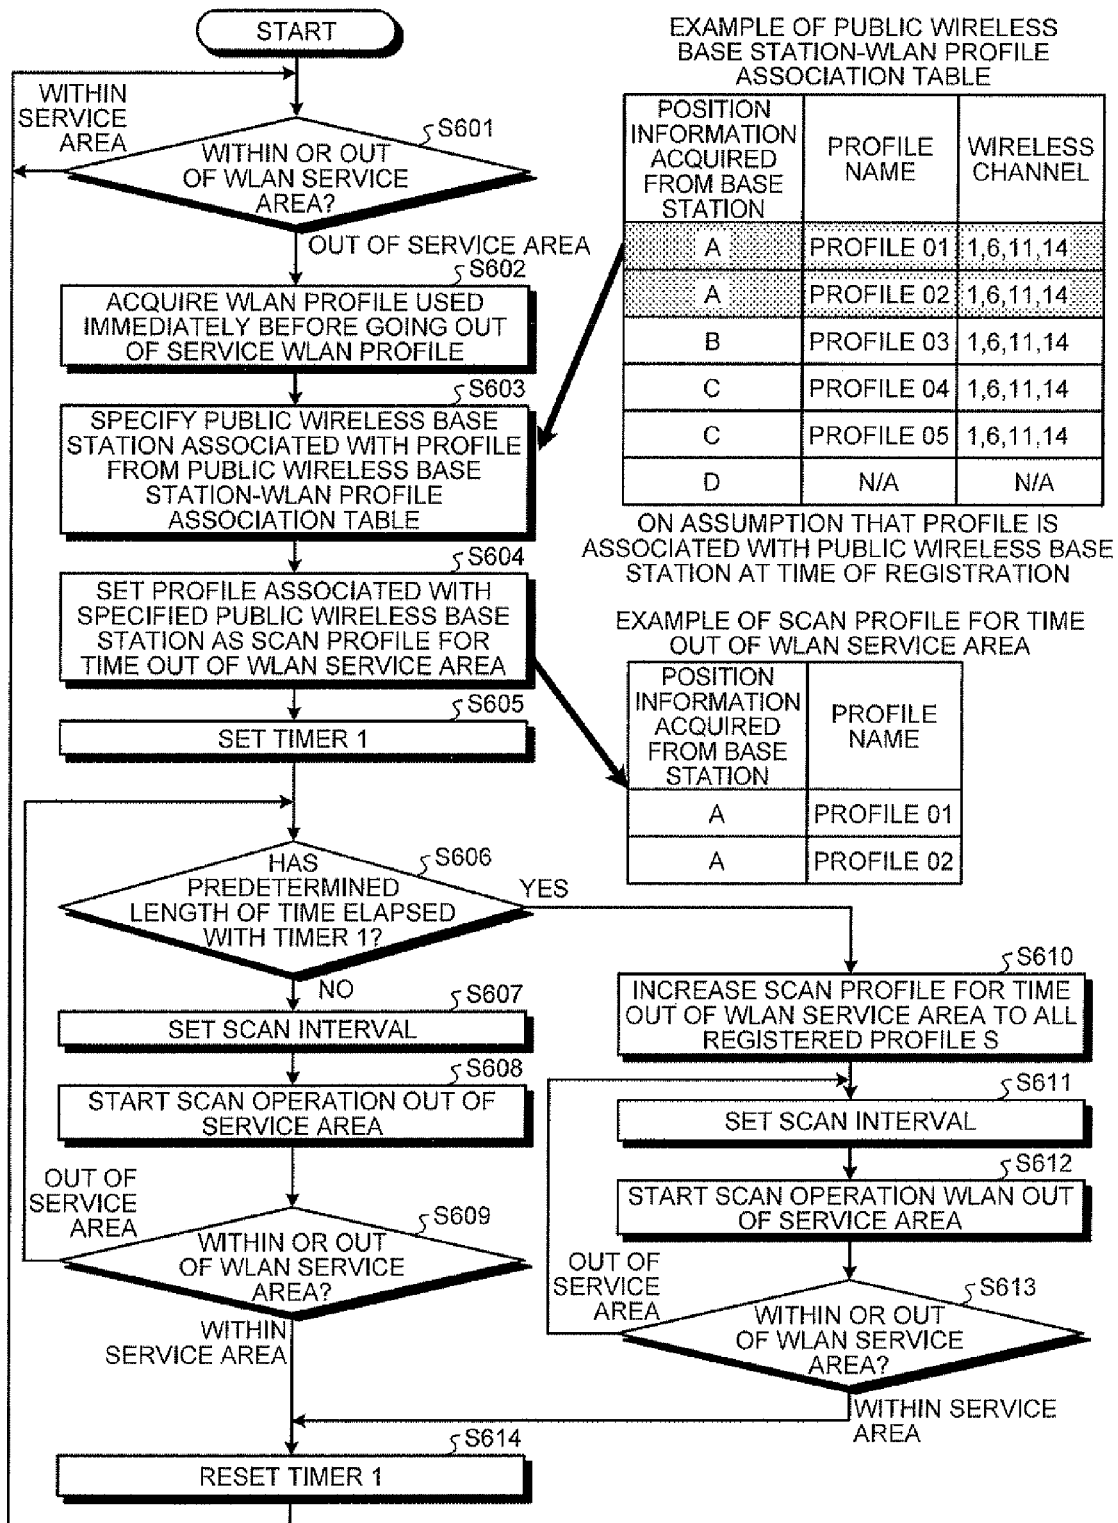 START
WITHIN
SERVICE
AREA
S601
WITHIN OR OUT
OF WLAN SERVICE
AREA?
OUT OF SERVICE AREA
S602
ACQUIRE WLAN PROFILE USED
IMMEDIATELY BEFORE GOING OUT
OF SERVICE WLAN PROFILE
S603
SPECIFY PUBLIC WIRELESS BASE
STATION ASSOCIATED WITH PROFILE
FROM PUBLIC WIRELESS BASE
STATION-WLAN PROFILE
ASSOCIATION TABLE
S604
SET PROFILE ASSOCIATED WITH
SPECIFIED PUBLIC WIRELESS BASE
STATION AS SCAN PROFILE FOR
TIME OUT OF WLAN SERVICE AREA
S605
SET TIMER 1
S606
HAS
PREDETERMINED
LENGTH OF TIME ELAPSED
WITH TIMER 1?
YES
NO
S607
SET SCAN INTERVAL
S608
START SCAN OPERATION OUT OF
SERVICE AREA
OUT OF
SERVICE
AREA
S609
WITHIN OR OUT
OF WLAN SERVICE
AREA?
WITHIN
SERVICE AREA
S610
INCREASE SCAN PROFILE FOR TIME
OUT OF WLAN SERVICE AREA TO ALL
REGISTERED PROFILE S
S611
SET SCAN INTERVAL
S612
START SCAN OPERATION WLAN OUT
OF SERVICE AREA
OUT OF
SERVICE
AREA
S613
WITHIN OR OUT
OF WLAN SERVICE
AREA?
WITHIN SERVICE
AREA
S614
RESET TIMER 1
EXAMPLE OF PUBLIC WIRELESS
BASE STATION-WLAN PROFILE
ASSOCIATION TABLE
POSITION
INFORMATION
ACQUIRED
FROM BASE
STATION
PROFILE
NAME
WIRELESS
CHANNEL
A PROFILE 01 1,6,11,14
A PROFILE 02 1,6,11,14
B PROFILE 03 1,6,11,14
C PROFILE 04 1,6,11,14
C PROFILE 05 1,6,11,14
D N/A N/A
ON ASSUMPTION THAT PROFILE IS
ASSOCIATED WITH PUBLIC WIRELESS BASE
STATION AT TIME OF REGISTRATION
EXAMPLE OF SCAN PROFILE FOR TIME
OUT OF WLAN SERVICE AREA
POSITION
INFORMATION
ACQUIRED
FROM BASE
STATION
PROFILE
NAME
A PROFILE 01
A PROFILE 02